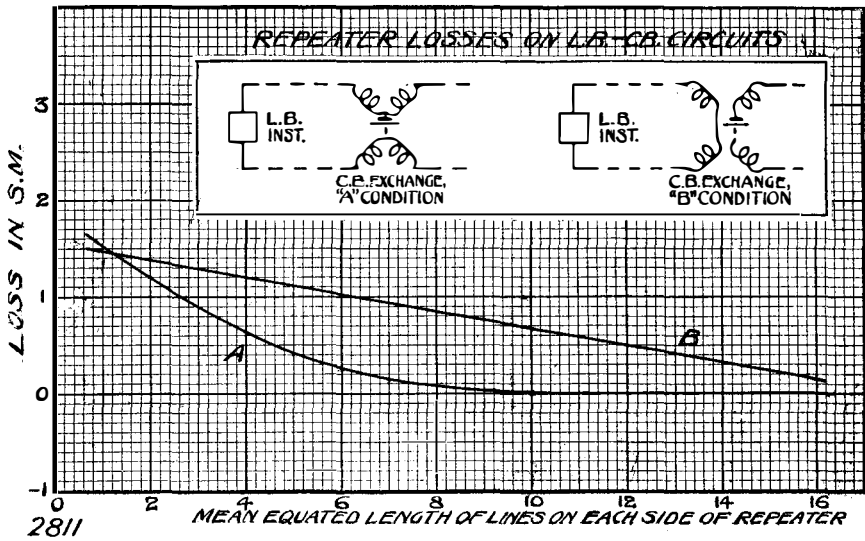 REPEATER LOSSES ON L.B.-C.B. CIRCUITS
3
2
1
0
-1
LOSS IN S.M.
L.B.
INST.
C.B. EXCHANGE,
"A" CONDITION
L.B.
INST.
C.B. EXCHANGE,
"B" CONDITION
A
B
0 2 4 6 8 10 12 14 16
MEAN EQUATED LENGTH OF LINES ON EACH SIDE OF REPEATER
2811